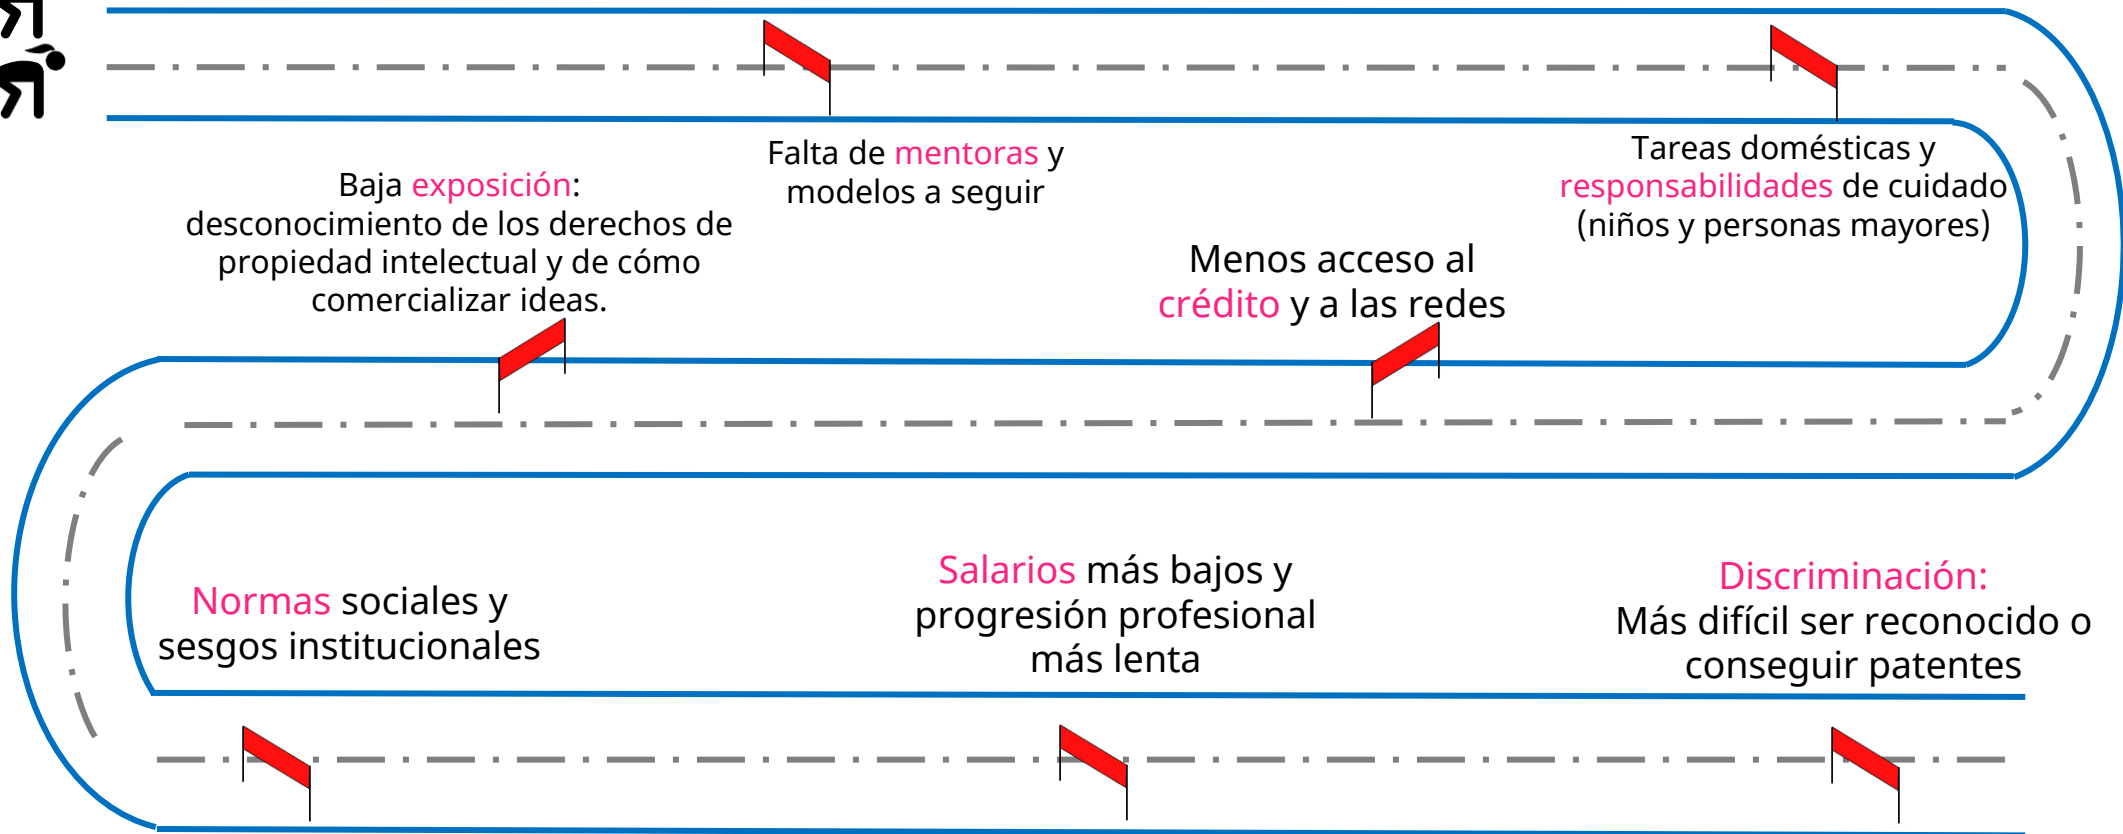 Falta de mentoras y
modelos a seguir
Tareas domésticas y
responsabilidades de cuidado
(niños y personas mayores)
Baja exposición:
desconocimiento de los derechos de
propiedad intelectual y de cómo
comercializar ideas.
Menos acceso al
crédito y a las redes
Normas sociales y
sesgos institucionales
Salarios más bajos y
progresión profesional
más lenta
Discriminación:
Más difícil ser reconocido o
conseguir patentes